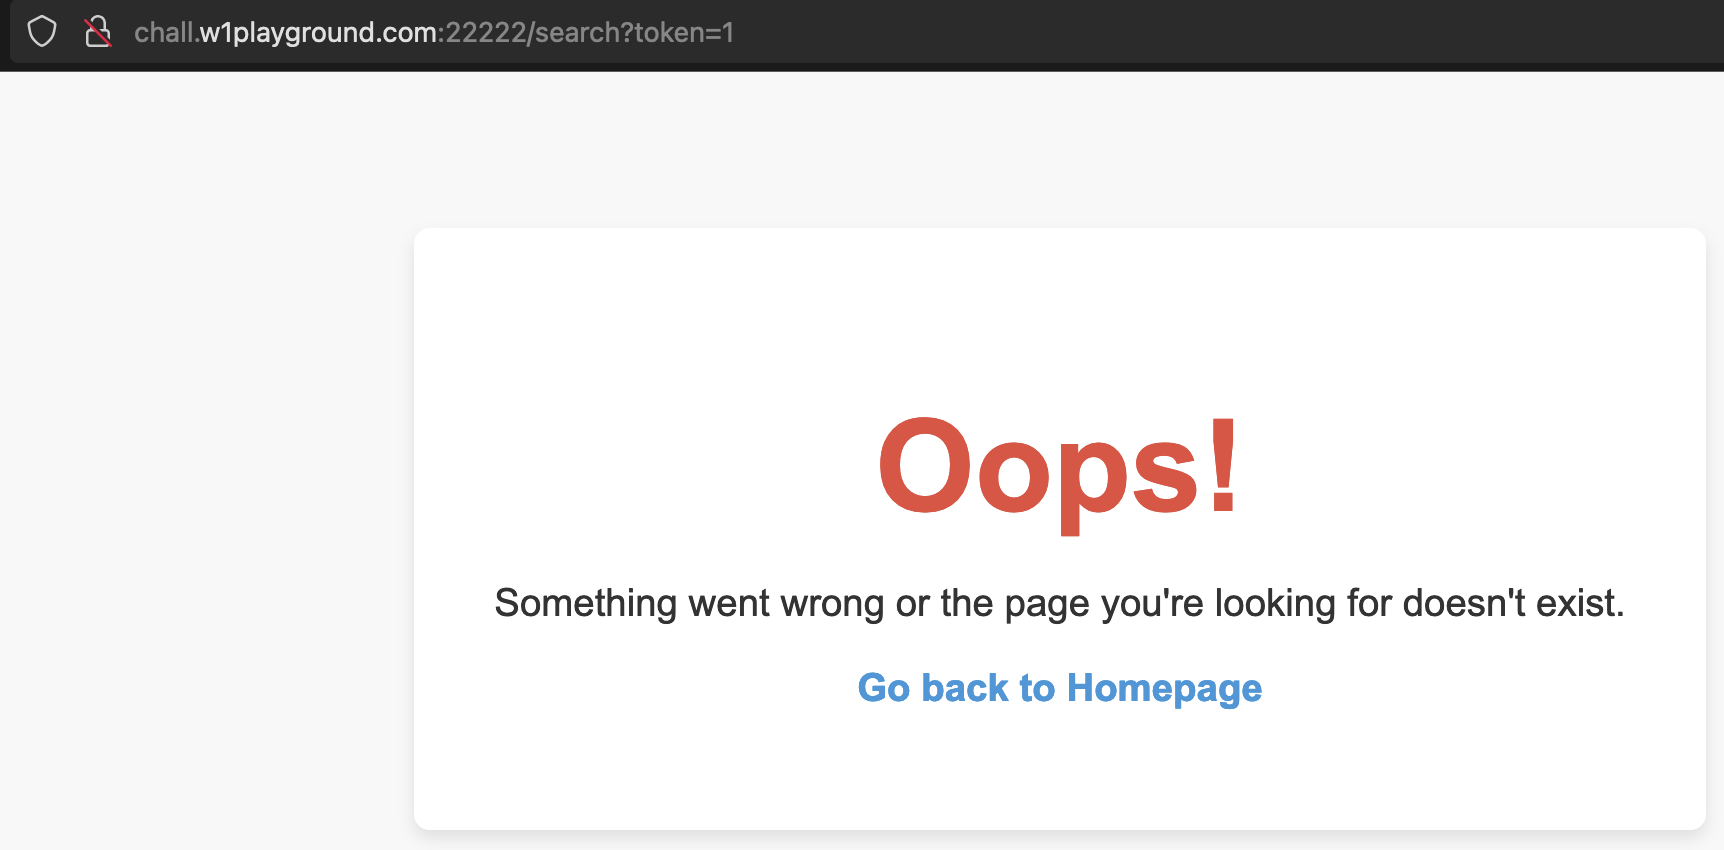 chall.w1playground.com:22222/search?token=1
Oops!
Something went wrong or the page you're looking for doesn't exist.
Go back to Homepage